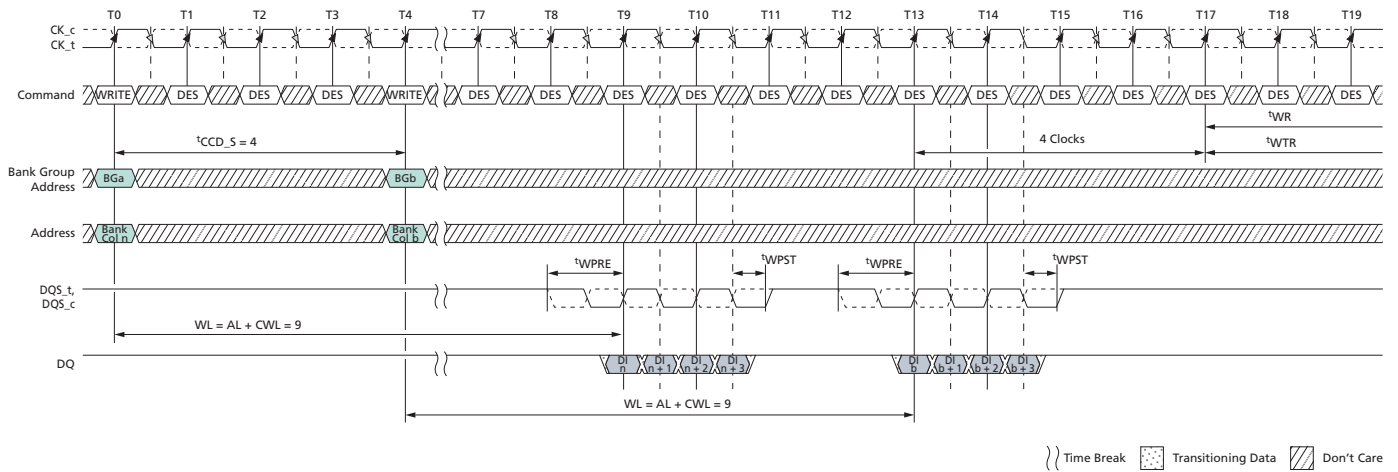 T0 T1 T2 T3 T4 T7 T8 T9 T10 T11 T12 T13 T14 T15 T16 T17 T18 T19
CK_c
CK_t
Command WRITE DES DES DES WRITE DES DES DES DES DES DES DES DES DES DES DES DES DES
tWR
tCCD_S = 4 4 Clocks tWTR
Bank Group
Address BGa BGb
Address Bank
Col n Bank
Col b
tWPRE tWPST tWPRE tWPST
DQS_t,
DQS_c
WL = AL + CWL = 9
DQ DI
n DI
n + 1 DI
n + 2 DI
n + 3 DI
b DI
b + 1 DI
b + 2 DI
b + 3
WL = AL + CWL = 9
Time Break Transitioning Data Don't Care